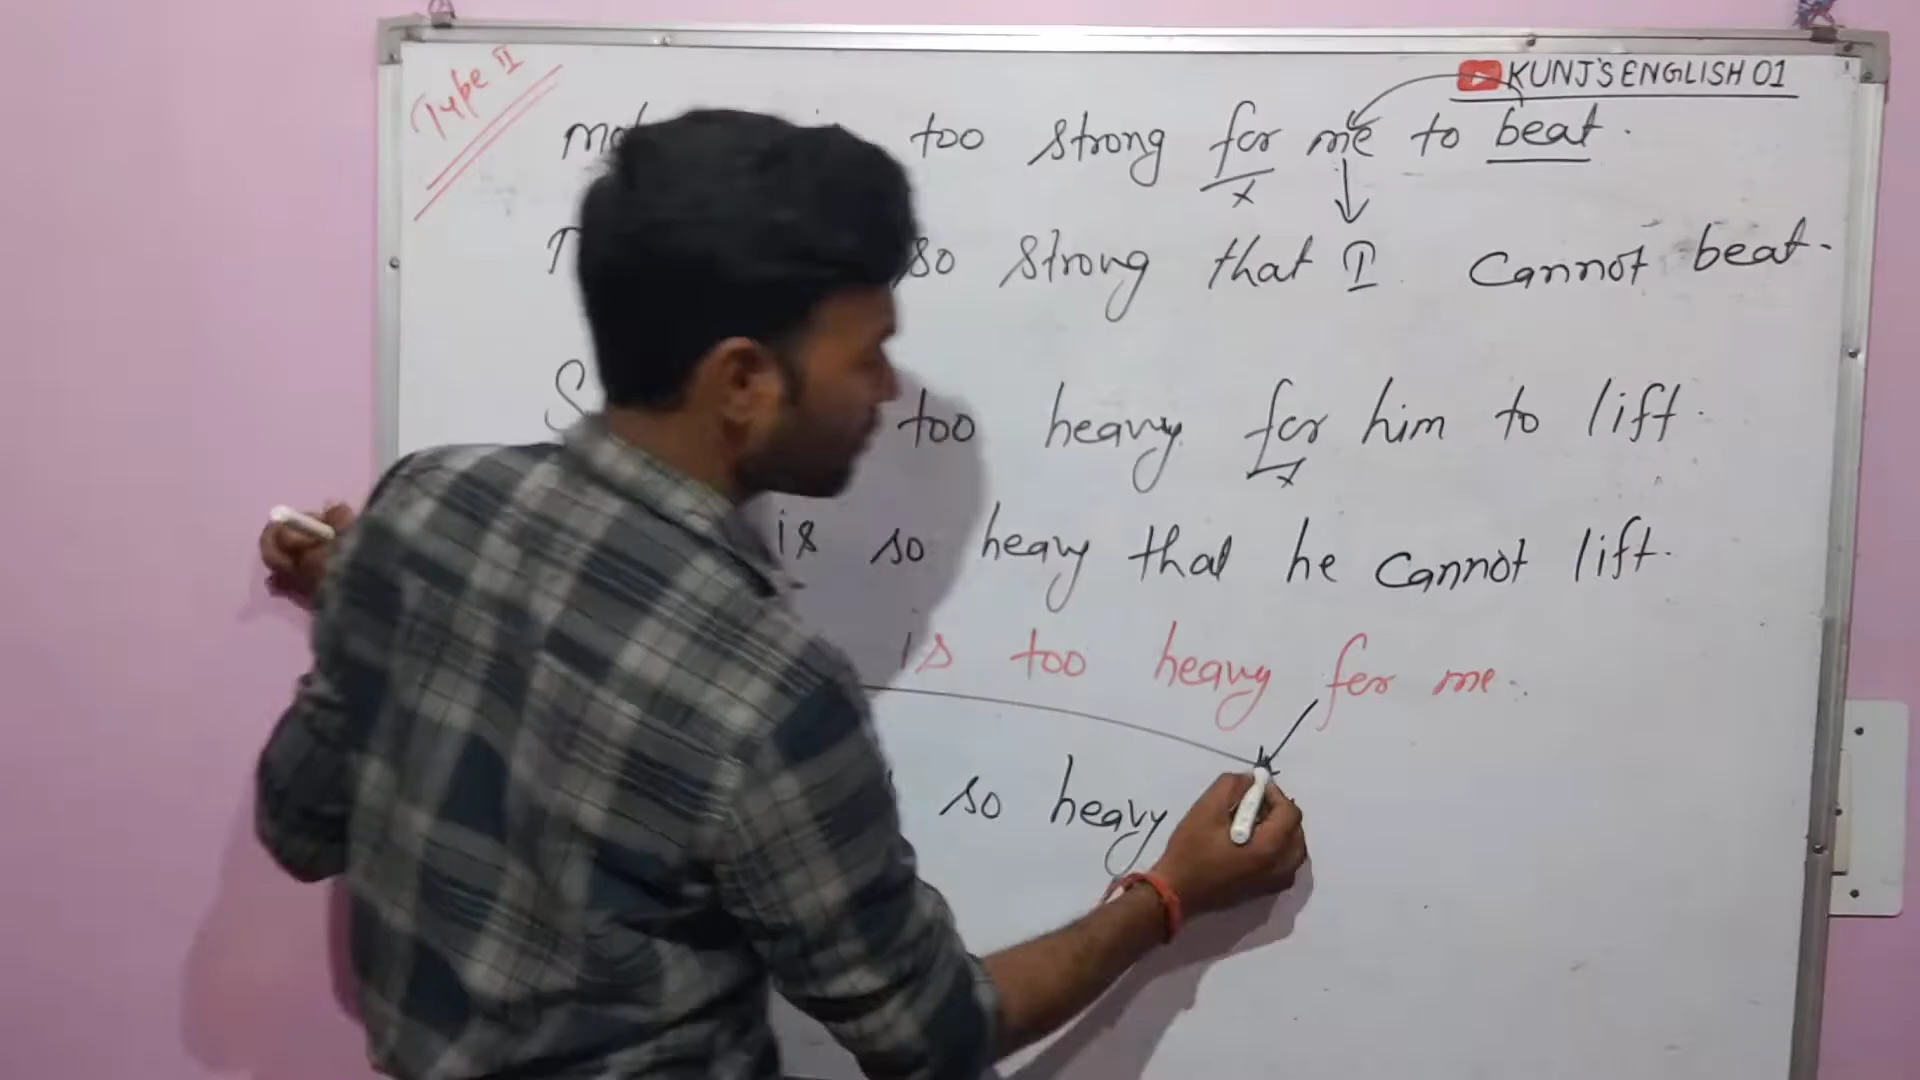 Type II
KUNJ'S ENGLISH 01
too strong for me to beat.
so strong that I cannot beat.
too heavy for him to lift.
is so heavy that he cannot lift.
is too heavy for me.
so heavy